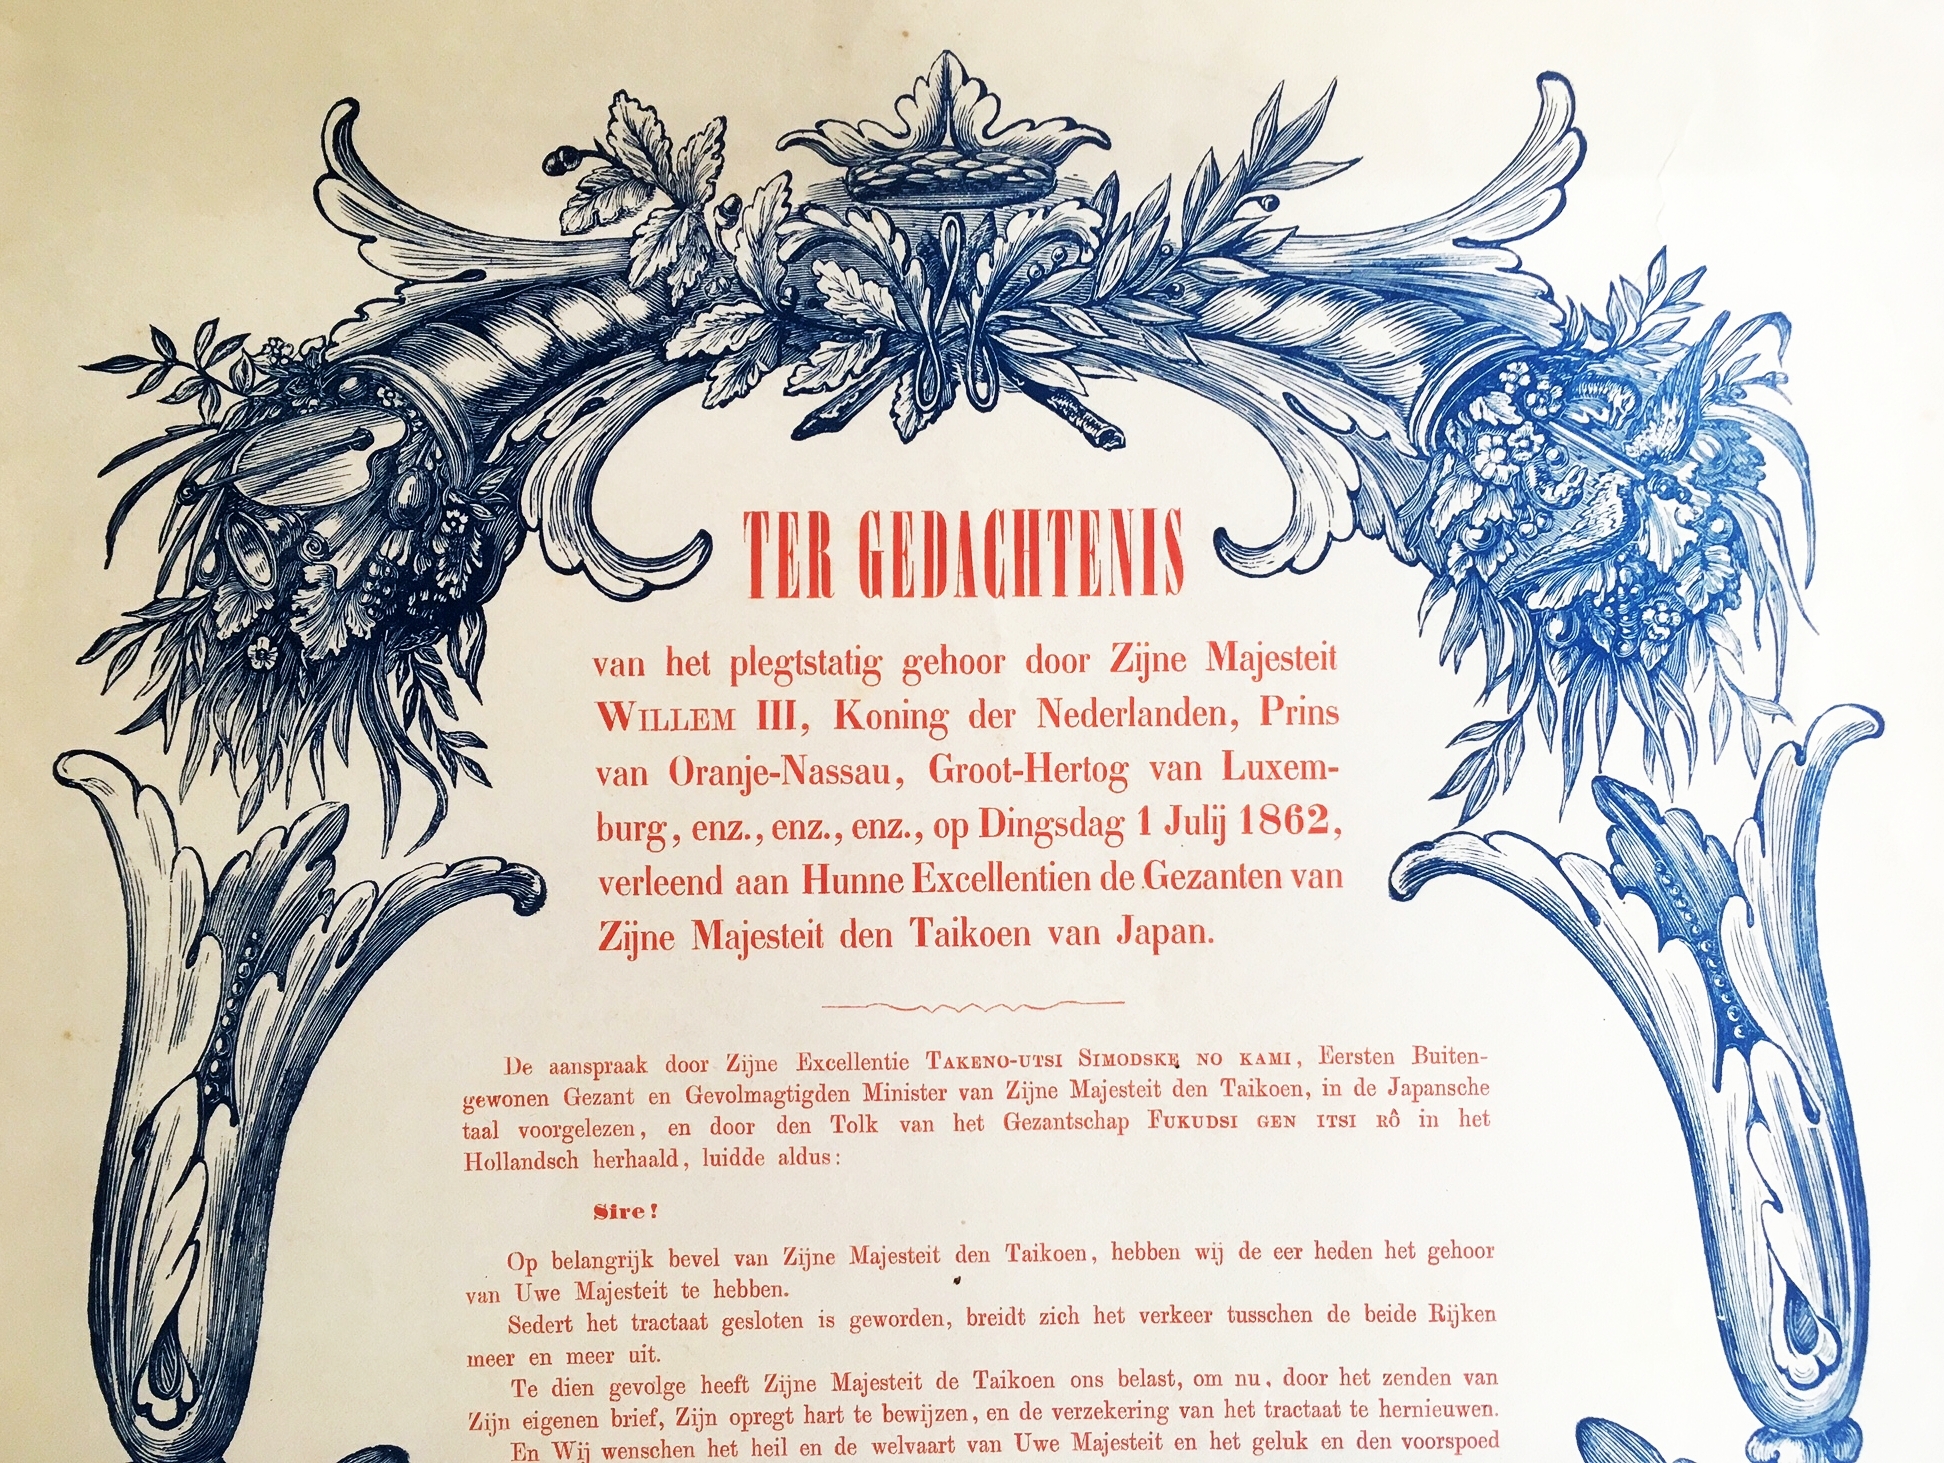 TER GEDACHTENIS
van het plegtstatig gehoor door Zijne Majesteit
WILLEM III, Koning der Nederlanden, Prins
van Oranje-Nassau, Groot-Hertog van Luxem-
burg, enz., enz., enz., op Dingsdag 1 Julij 1862,
verleend aan Hunne Excellentien de Gezanten van
Zijne Majesteit den Taikoen van Japan.
De aanspraak door Zijne Excellentie TAKENO-UTSI SIMODSKE NO KAMI, Eersten Buiten-
gewonen Gezant en Gevolmagtigden Minister van Zijne Majesteit den Taikoen, in de Japansche
taal voorgelezen, en door den Tolk van het Gezantschap FUKUDSI GEN ITSI RÔ in het
Hollandsch herhaald, luidde aldus:
Sire!
Op belangrijk bevel van Zijne Majesteit den Taikoen, hebben wij de eer heden het gehoor
van Uwe Majesteit te hebben.
Sedert het tractaat gesloten is geworden, breidt zich het verkeer tusschen de beide Rijken
meer en meer uit.
Te dien gevolge heeft Zijne Majesteit de Taikoen ons belast, om nu, door het zenden van
Zijn eigenen brief, Zijn opregt hart te bewijzen, en de verzekering van het tractaat te hernieuwen.
En Wij wenschen het heil en de welvaart van Uwe Majesteit en het geluk en den voorspoed